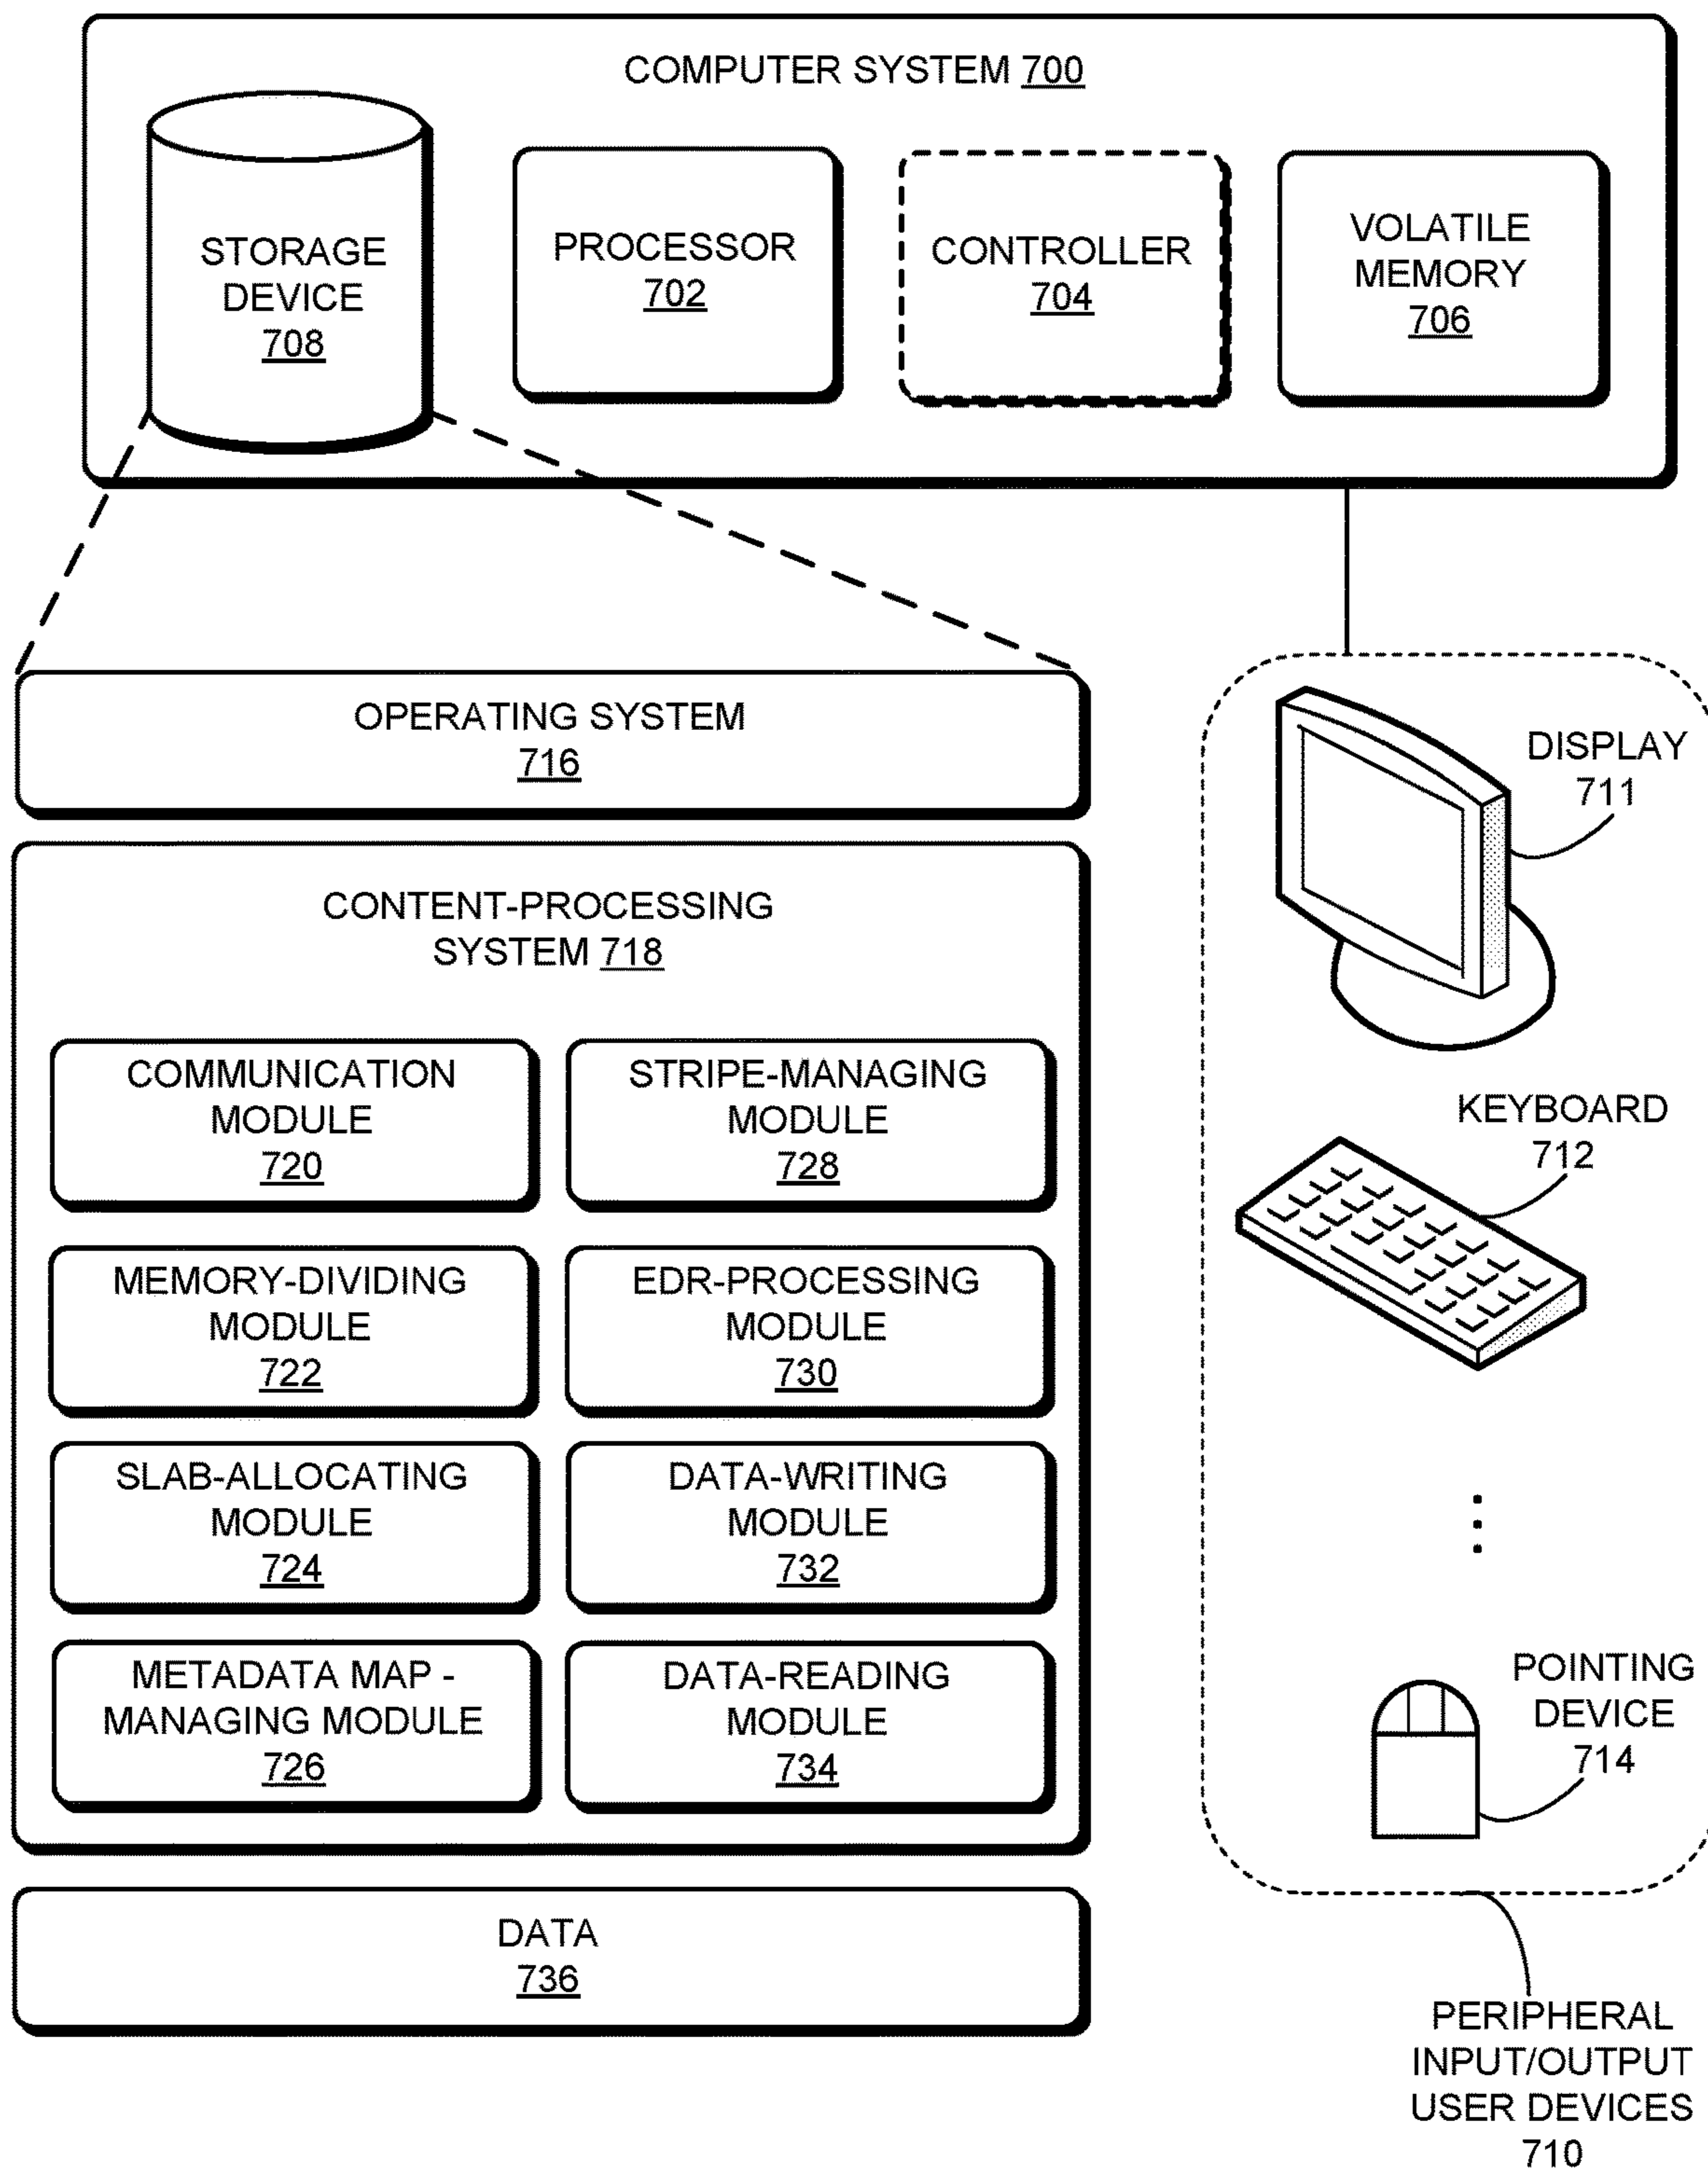 COMPUTER SYSTEM 700
STORAGE
DEVICE
708
PROCESSOR
702
CONTROLLER
704
VOLATILE
MEMORY
706
OPERATING SYSTEM
716
CONTENT-PROCESSING
SYSTEM 718
COMMUNICATION
MODULE
720
STRIPE-MANAGING
MODULE
728
MEMORY-DIVIDING
MODULE
722
EDR-PROCESSING
MODULE
730
SLAB-ALLOCATING
MODULE
724
DATA-WRITING
MODULE
732
METADATA MAP -
MANAGING MODULE
726
DATA-READING
MODULE
734
DATA
736
DISPLAY
711
KEYBOARD
712
POINTING
DEVICE
714
PERIPHERAL
INPUT/OUTPUT
USER DEVICES
710